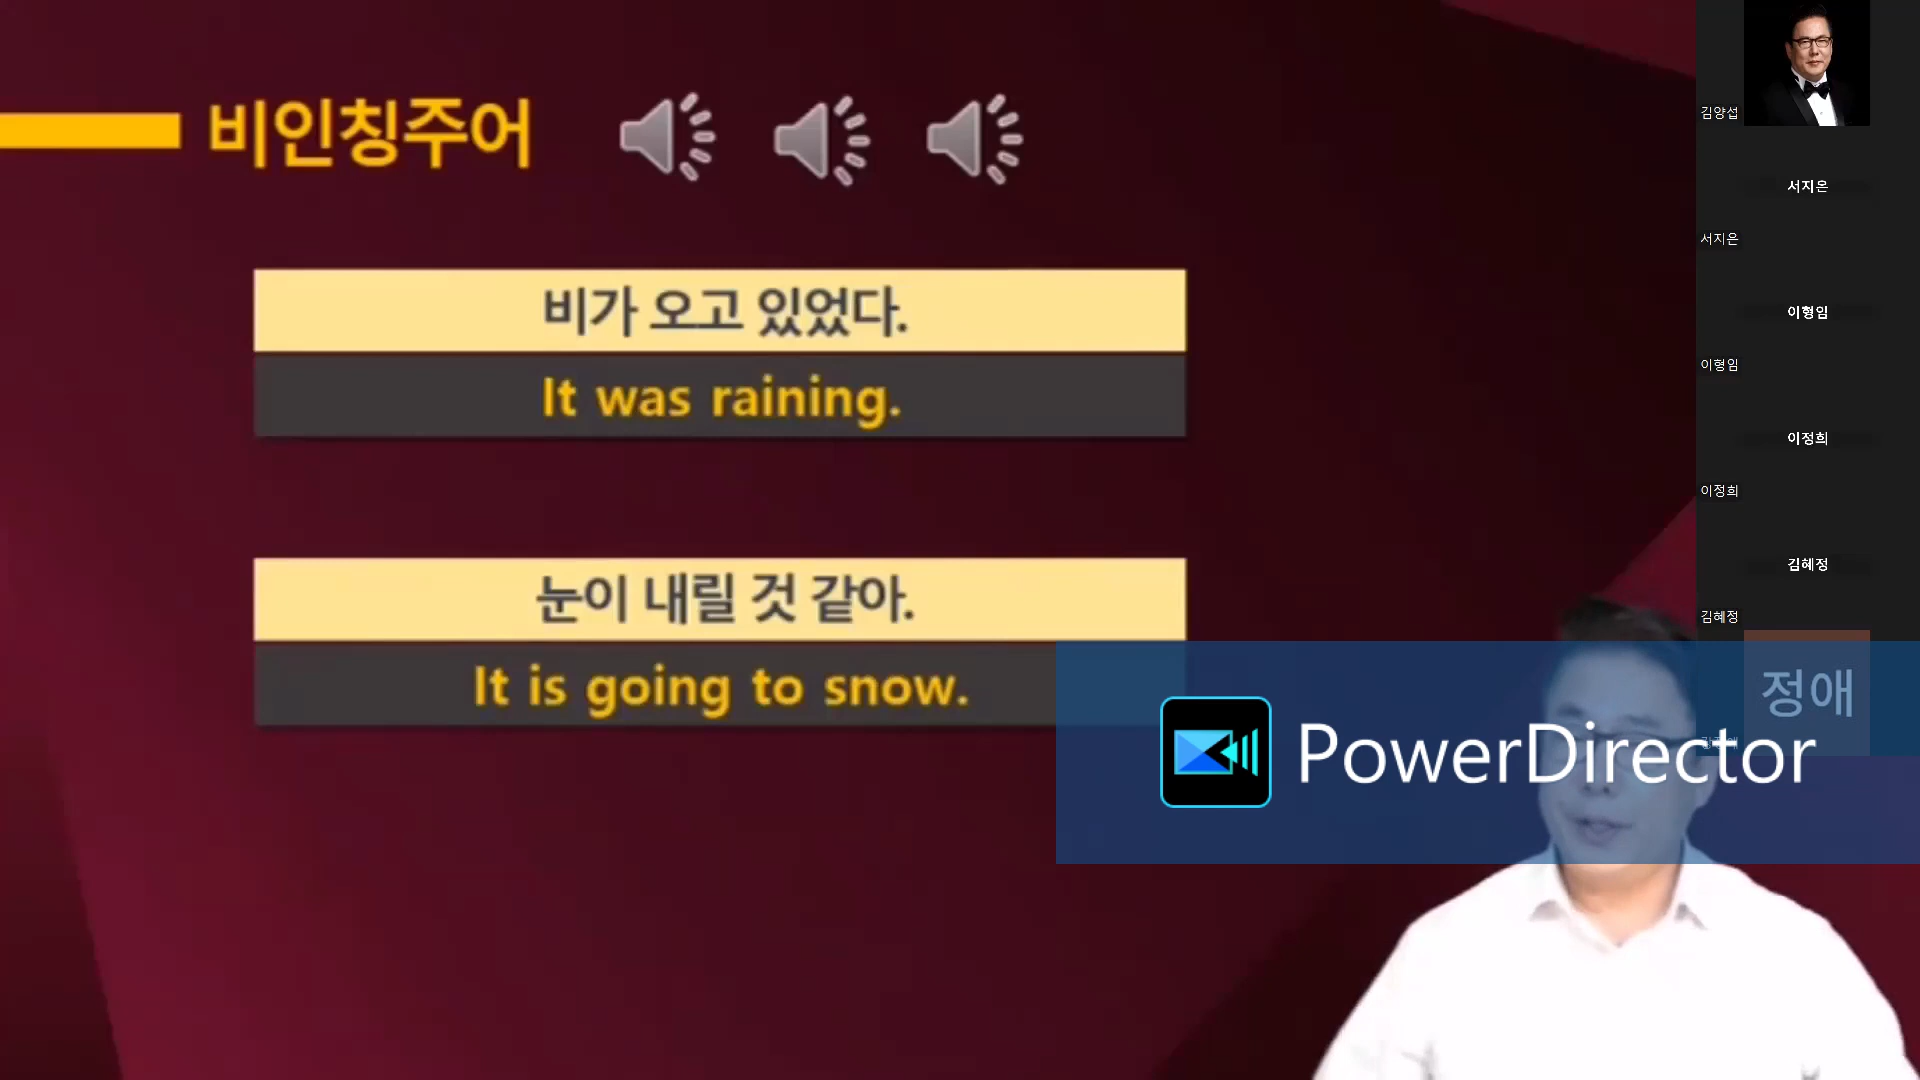 비인칭주어
비가 오고 있었다.
It was raining.
눈이 내릴 것 같아.
It is going to snow.
PowerDirector
김양섭
서지은
서지은
이형임
이형임
이정희
이정희
김혜정
김혜정
정애